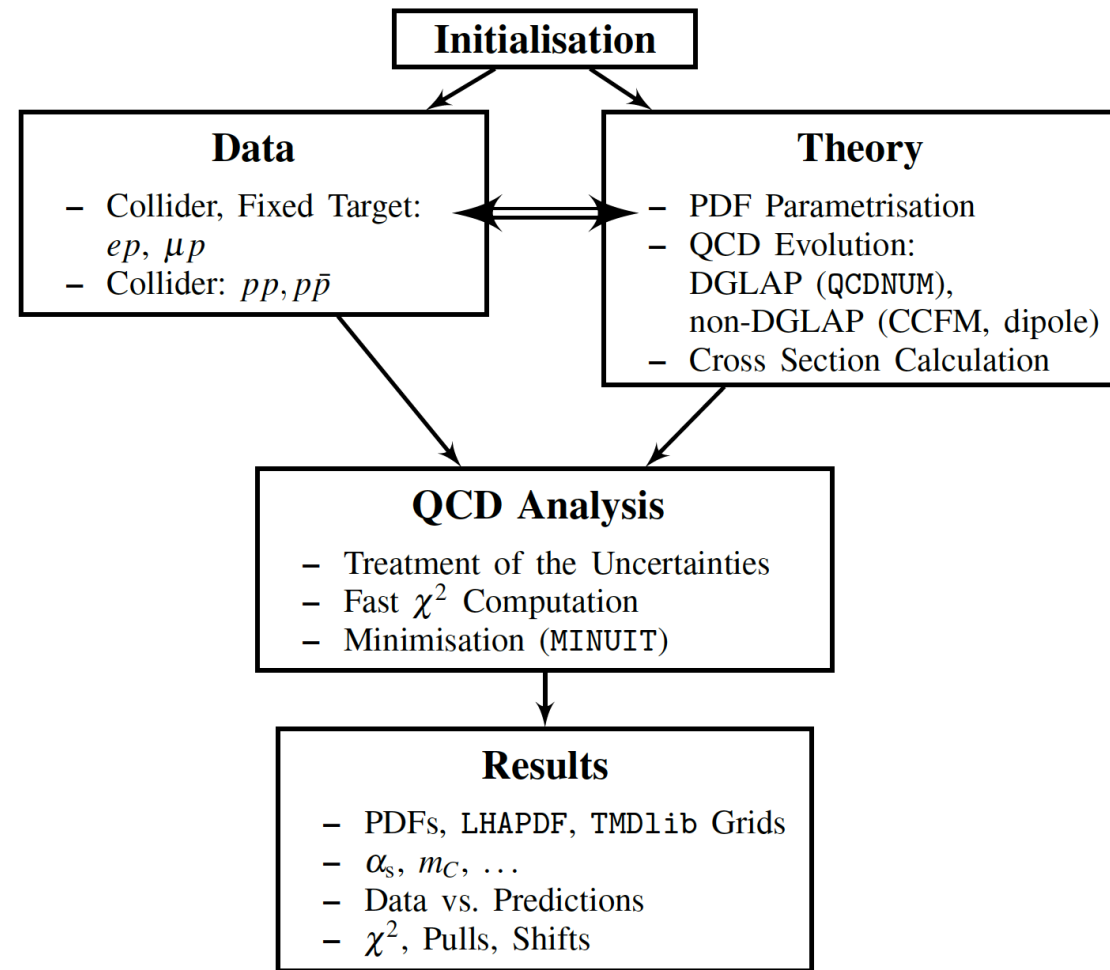 Initialisation
Data
– Collider, Fixed Target:
ep, μp
– Collider: pp, pp̄
Theory
– PDF Parametrisation
– QCD Evolution:
DGLAP (QCDNUM),
non-DGLAP (CCFM, dipole)
– Cross Section Calculation
QCD Analysis
– Treatment of the Uncertainties
– Fast χ² Computation
– Minimisation (MINUIT)
Results
– PDFs, LHAPDF, TMDlib Grids
– αₛ, m_C, …
– Data vs. Predictions
– χ², Pulls, Shifts